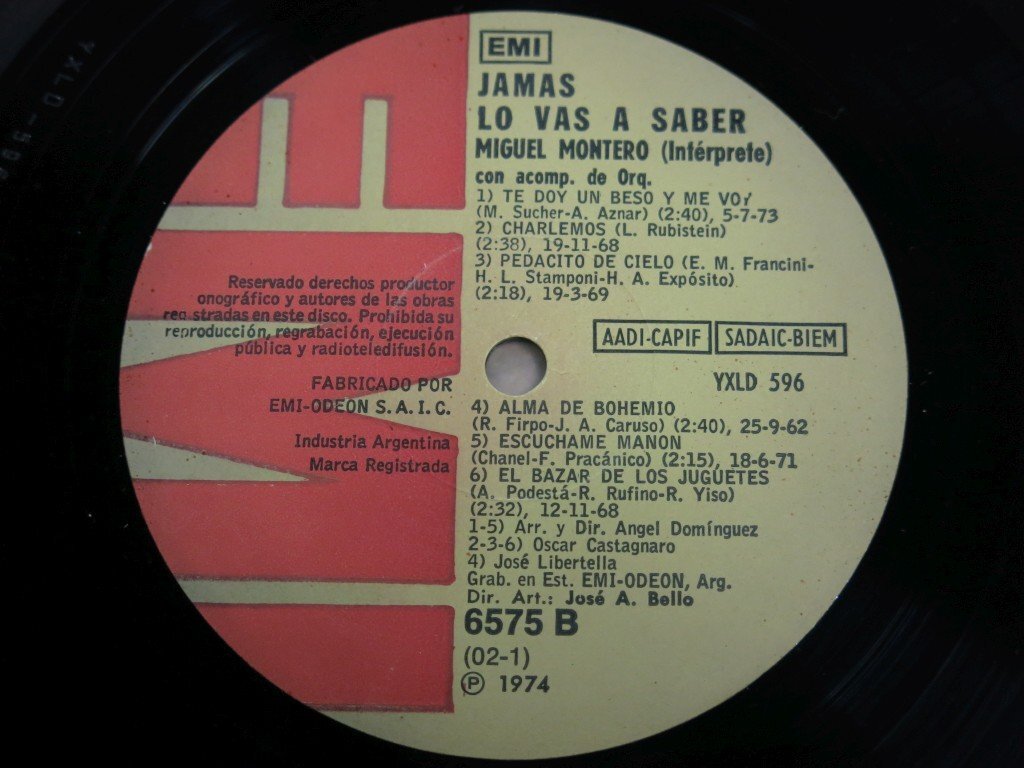 EMI
JAMAS
LO VAS A SABER
MIGUEL MONTERO (Intérprete)
con acomp. de Orq.
1) TE DOY UN BESO Y ME VOY
(M. Sucher-A. Aznar) (2:40), 5-7-73
2) CHARLEMOS (L. Rubistein)
(2:38), 19-11-68
3) PEDACITO DE CIELO (E. M. Francini-
H. L. Stamponi-H. A. Expósito)
(2:18), 19-3-69
Reservado derechos productor
onográfico y autores de las obras
reg stradas en este disco. Prohibida su
reproducción, regrabación, ejecución
pública y radioteledifusión.
FABRICADO POR
EMI-ODEON S.A.I.C.
Industria Argentina
Marca Registrada
AADI-CAPIF SADAIC-BIEM
YXLD 596
4) ALMA DE BOHEMIO
(R. Firpo-J. A. Caruso) (2:40), 25-9-62
5) ESCUCHAME MANON
(Chanel-F. Pracánico) (2:15), 18-6-71
6) EL BAZAR DE LOS JUGUETES
(A. Podestá-R. Rufino-R. Yiso)
(2:32), 12-11-68
1-5) Arr. y Dir. Angel Domínguez
2-3-6) Oscar Castagnaro
4) José Libertella
Grab. en Est. EMI-ODEON, Arg.
Dir. Art.: José A. Bello
6575 B
(02-1)
Ⓟ 1974